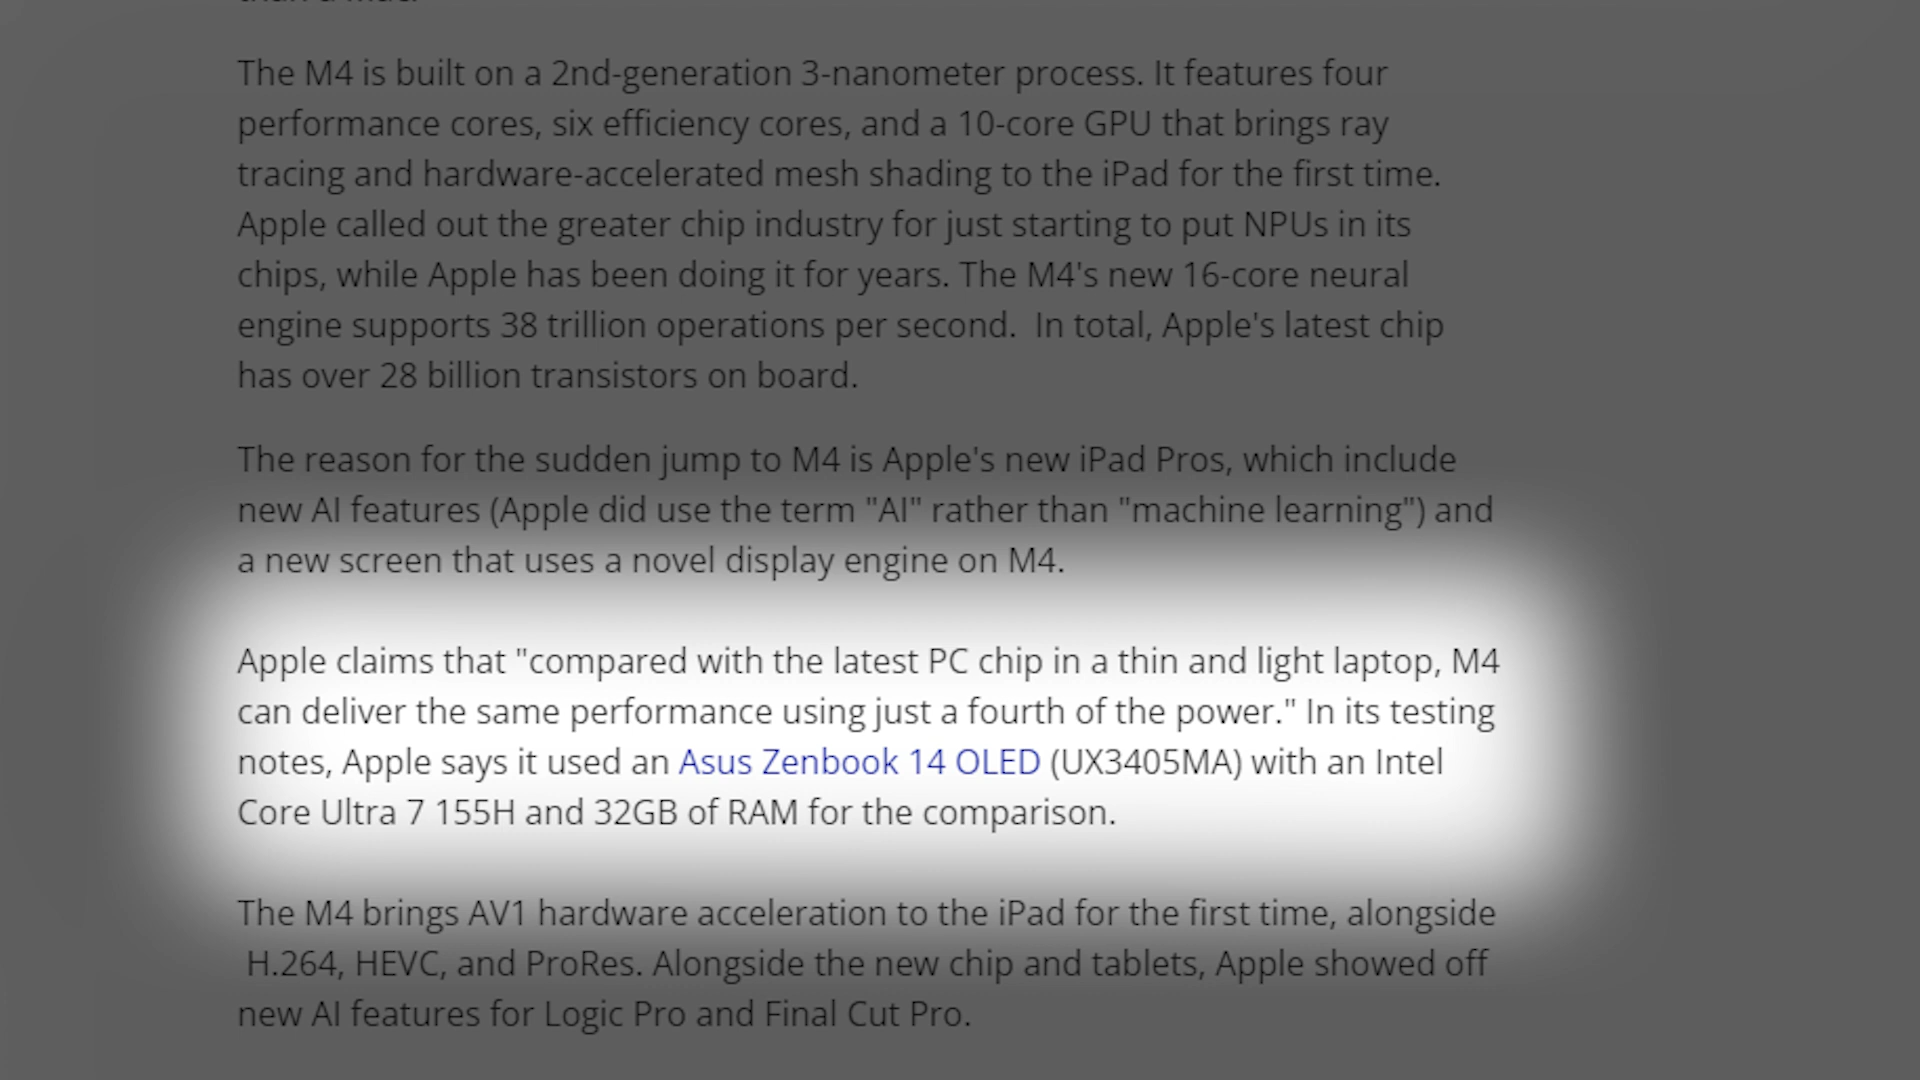 The M4 is built on a 2nd-generation 3-nanometer process. It features four
performance cores, six efficiency cores, and a 10-core GPU that brings ray
tracing and hardware-accelerated mesh shading to the iPad for the first time.
Apple called out the greater chip industry for just starting to put NPUs in its
chips, while Apple has been doing it for years. The M4's new 16-core neural
engine supports 38 trillion operations per second.  In total, Apple's latest chip
has over 28 billion transistors on board.
The reason for the sudden jump to M4 is Apple's new iPad Pros, which include
new AI features (Apple did use the term "AI" rather than "machine learning") and
a new screen that uses a novel display engine on M4.
Apple claims that "compared with the latest PC chip in a thin and light laptop, M4
can deliver the same performance using just a fourth of the power." In its testing
notes, Apple says it used an Asus Zenbook 14 OLED (UX3405MA) with an Intel
Core Ultra 7 155H and 32GB of RAM for the comparison.
The M4 brings AV1 hardware acceleration to the iPad for the first time, alongside
H.264, HEVC, and ProRes. Alongside the new chip and tablets, Apple showed off
new AI features for Logic Pro and Final Cut Pro.